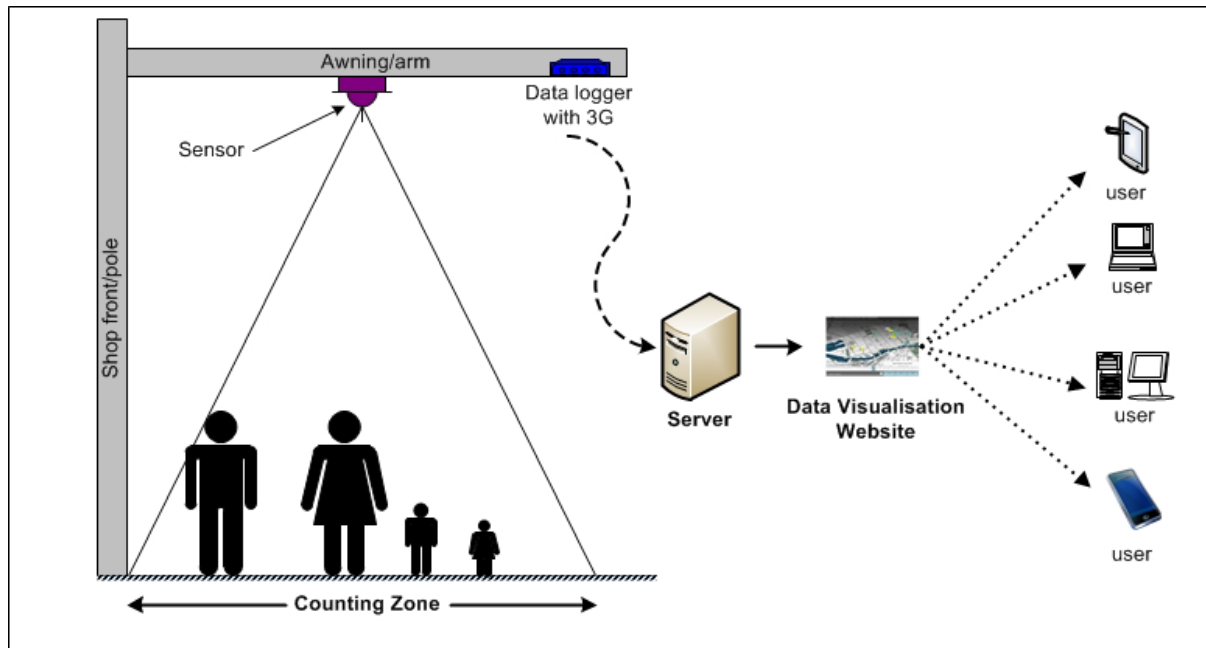 Awning/arm
Data logger
with 3G
Sensor
Shop front/pole
Counting Zone
Server
Data Visualisation
Website
user
user
user
user